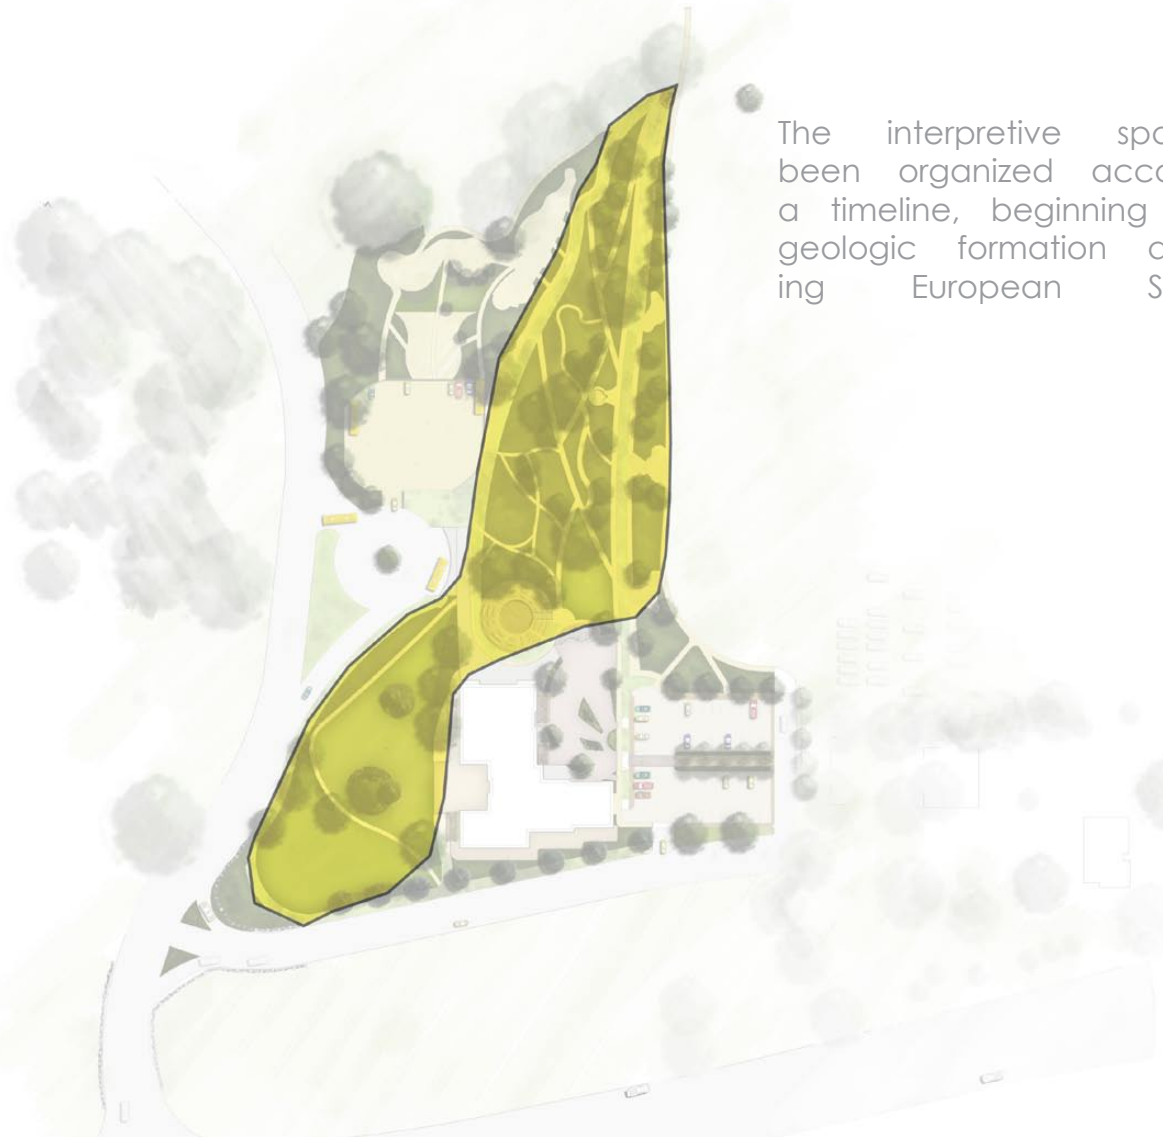 The interpretive
been organized
a timeline, beginning
geologic formation
ing European